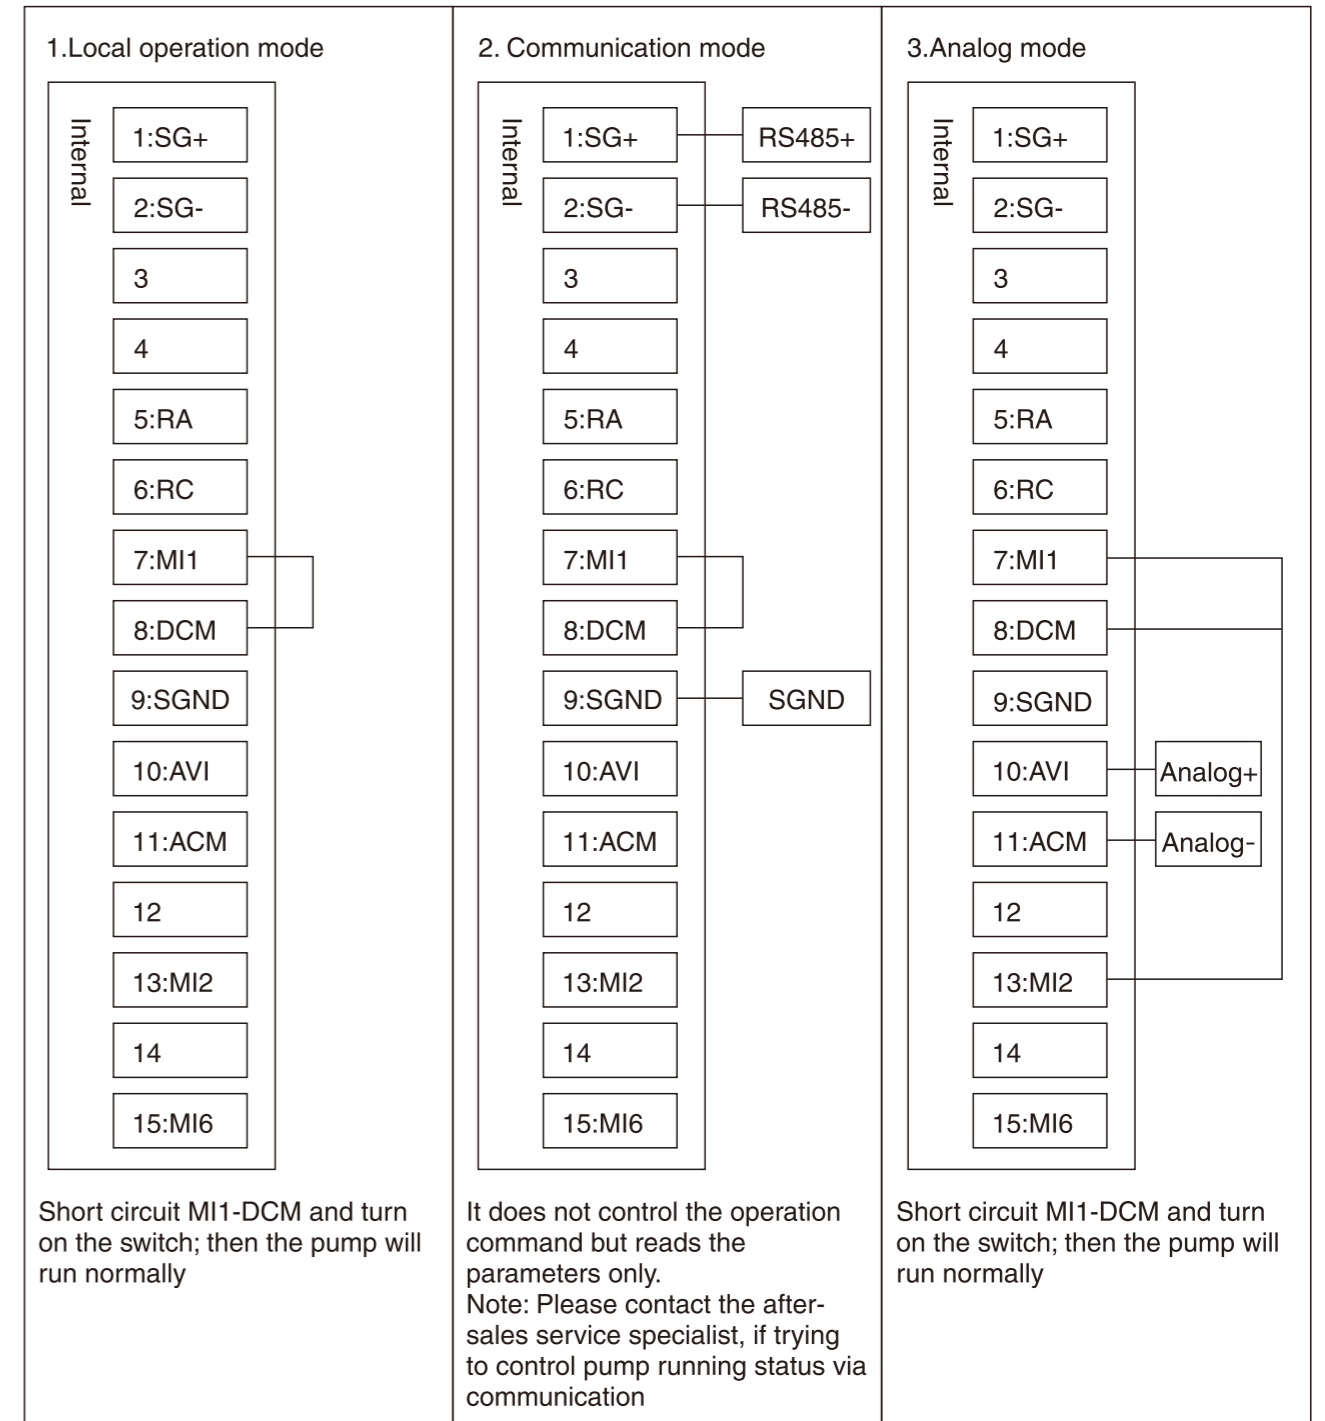 1.Local operation mode
Internal
1:SG+
2:SG-
3
4
5:RA
6:RC
7:MI1
8:DCM
9:SGND
10:AVI
11:ACM
12
13:MI2
14
15:MI6
Short circuit MI1-DCM and turn
on the switch; then the pump will
run normally
2. Communication mode
Internal
1:SG+
RS485+
2:SG-
RS485-
3
4
5:RA
6:RC
7:MI1
8:DCM
9:SGND
SGND
10:AVI
11:ACM
12
13:MI2
14
15:MI6
It does not control the operation
command but reads the
parameters only.
Note: Please contact the after-
sales service specialist, if trying
to control pump running status via
communication
3.Analog mode
Internal
1:SG+
2:SG-
3
4
5:RA
6:RC
7:MI1
8:DCM
9:SGND
10:AVI
Analog+
11:ACM
Analog-
12
13:MI2
14
15:MI6
Short circuit MI1-DCM and turn
on the switch; then the pump will
run normally